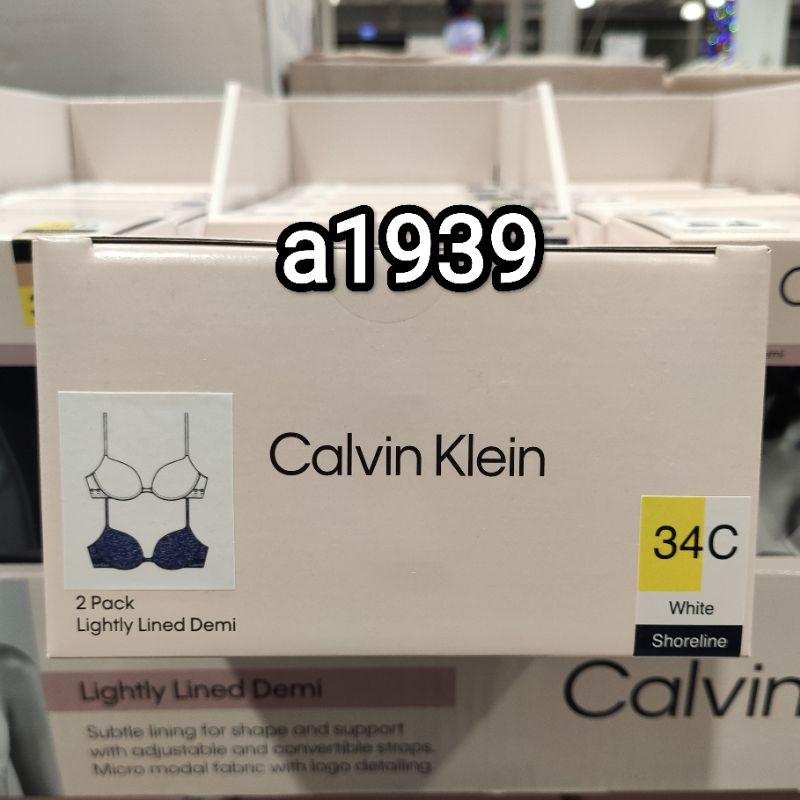 a1939
Calvin Klein
34C
White
Shoreline
2 Pack
Lightly Lined Demi
Lightly Lined Demi
Subtle lining for shape and support
with adjustable and convertible straps.
Micro modal fabric with logo detailing.
Calvin